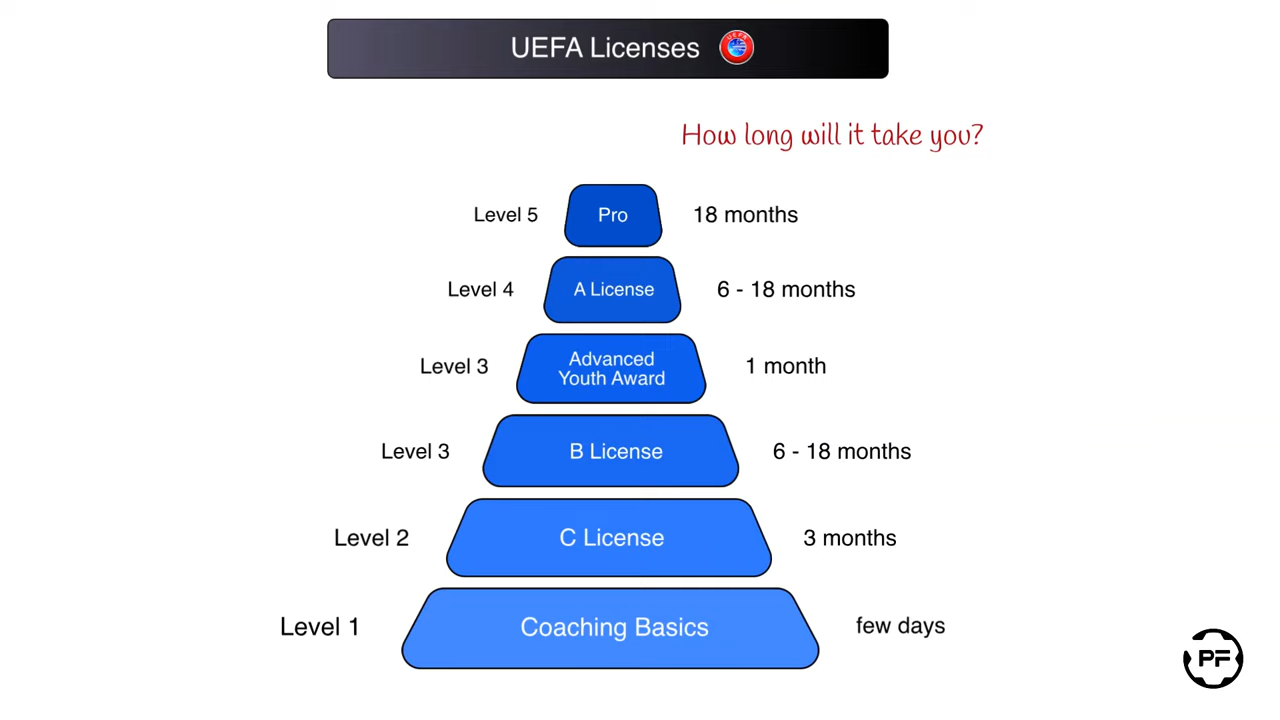 UEFA Licenses
UEFA
How long will it take you?
Level 5 Pro 18 months
Level 4 A License 6 - 18 months
Level 3 Advanced Youth Award 1 month
Level 3 B License 6 - 18 months
Level 2 C License 3 months
Level 1 Coaching Basics few days
PF